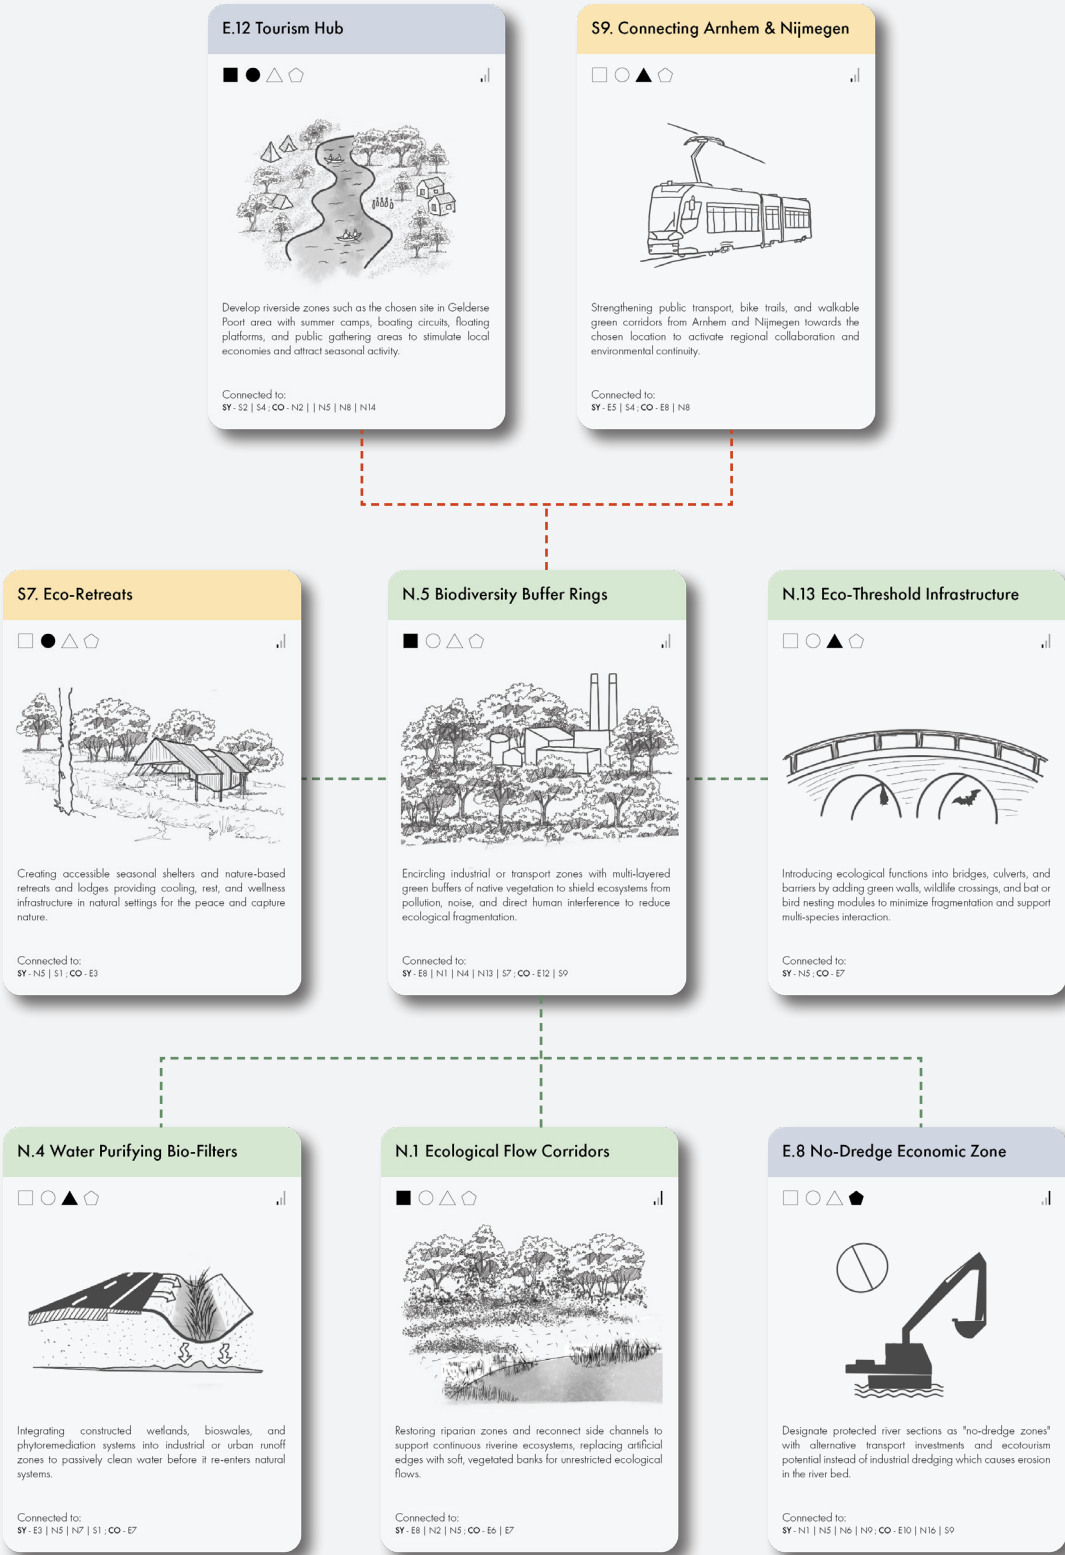 E.12 Tourism Hub
Develop riverside zones such as the chosen site in Gelderse
Poort area with summer camps, boating circuits, floating
platforms, and public gathering areas to stimulate local
economies and attract seasonal activity.
Connected to:
SY - S2 | S4 ; CO - N2 | | N5 | N8 | N14
S9. Connecting Arnhem & Nijmegen
Strengthening public transport, bike trails, and walkable
green corridors from Arnhem and Nijmegen towards the
chosen location to activate regional collaboration and
environmental continuity.
Connected to:
SY - E5 | S4 ; CO - E8 | N8
S7. Eco-Retreats
Creating accessible seasonal shelters and nature-based
retreats and lodges providing cooling, rest, and wellness
infrastructure in natural settings for the peace and capture
nature.
Connected to:
SY - N5 | S1 ; CO - E3
N.5 Biodiversity Buffer Rings
Encircling industrial or transport zones with multi-layered
green buffers of native vegetation to shield ecosystems from
pollution, noise, and direct human interference to reduce
ecological fragmentation.
Connected to:
SY - E8 | N1 | N4 | N13 | S7 ; CO - E12 | S9
N.13 Eco-Threshold Infrastructure
Introducing ecological functions into bridges, culverts, and
barriers by adding green walls, wildlife crossings, and bat or
bird nesting modules to minimize fragmentation and support
multi-species interaction.
Connected to:
SY - N5 ; CO - E7
N.4 Water Purifying Bio-Filters
Integrating constructed wetlands, bioswales, and
phytoremediation systems into industrial or urban runoff
zones to passively clean water before it re-enters natural
systems.
Connected to:
SY - E3 | N5 | N7 | S1 ; CO - E7
N.1 Ecological Flow Corridors
Restoring riparian zones and reconnect side channels to
support continuous riverine ecosystems, replacing artificial
edges with soft, vegetated banks for unrestricted ecological
flows.
Connected to:
SY - E8 | N2 | N5 ; CO - E6 | E7
E.8 No-Dredge Economic Zone
Designate protected river sections as "no-dredge zones"
with alternative transport investments and ecotourism
potential instead of industrial dredging which causes erosion
in the river bed.
Connected to:
SY - N1 | N5 | N6 | N9 ; CO - E10 | N16 | S9